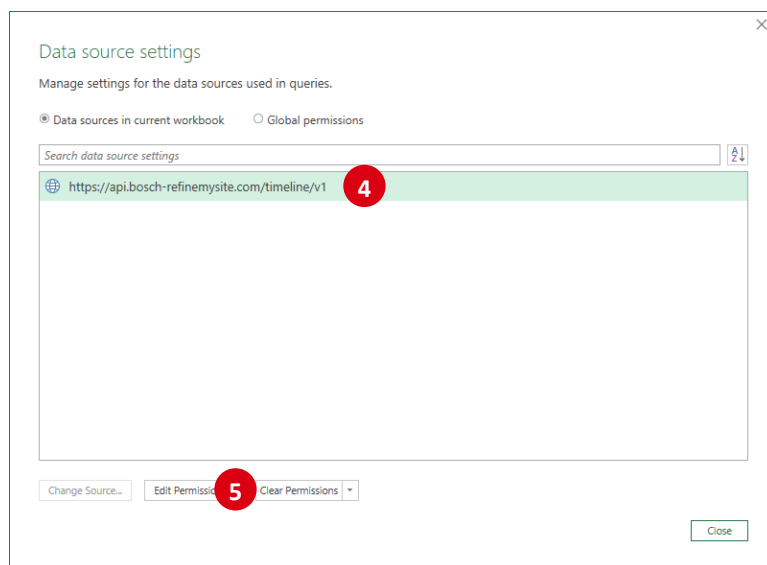 Data source settings
Manage settings for the data sources used in queries.
Data sources in current workbook Global permissions
Search data source settings
A
Z
https://api.bosch-refinemysite.com/timeline/v1 4
Change Source... Edit Permissio 5 Clear Permissions
Close